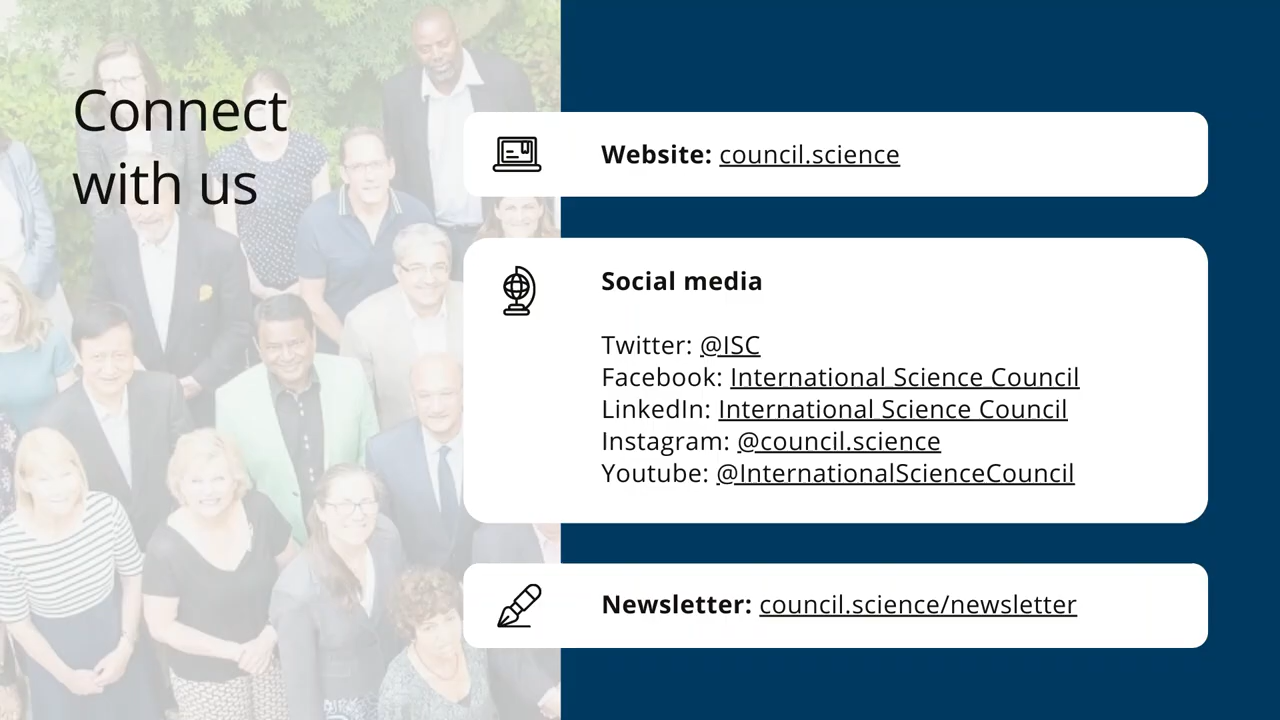 Connect
with us
Website: council.science
Social media
Twitter: @ISC
Facebook: International Science Council
LinkedIn: International Science Council
Instagram: @council.science
Youtube: @InternationalScienceCouncil
Newsletter: council.science/newsletter